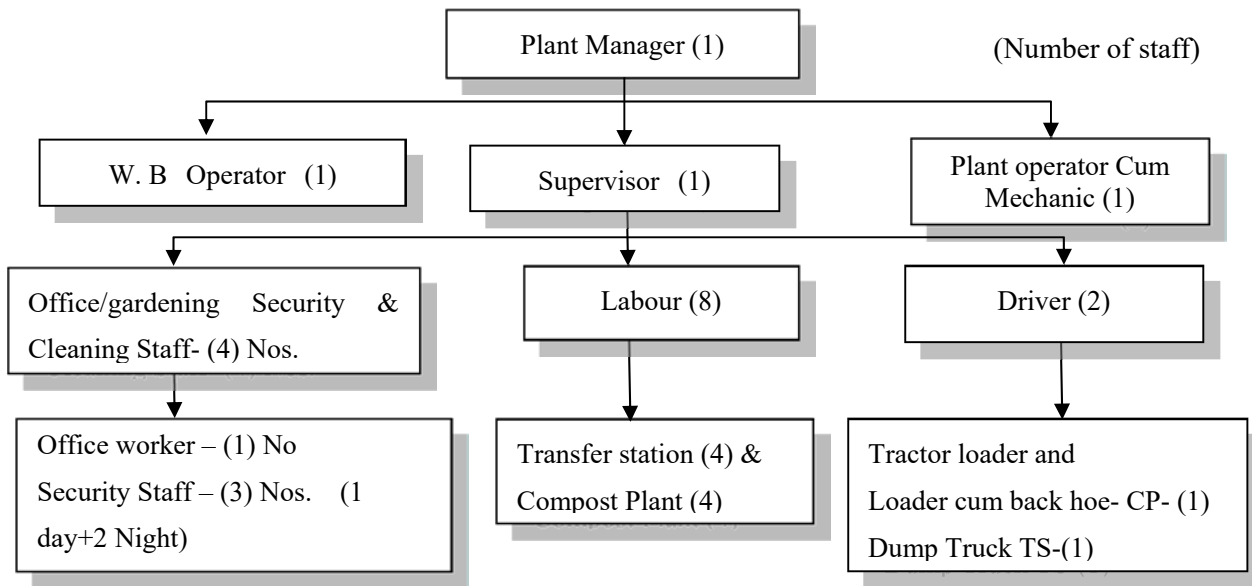 Plant Manager (1)
(Number of staff)
W. B Operator (1)
Supervisor (1)
Plant operator Cum
Mechanic (1)
Office/gardening Security &
Cleaning Staff- (4) Nos.
Labour (8)
Driver (2)
Office worker – (1) No
Security Staff – (3) Nos. (1
day+2 Night)
Transfer station (4) &
Compost Plant (4)
Tractor loader and
Loader cum back hoe- CP- (1)
Dump Truck TS-(1)